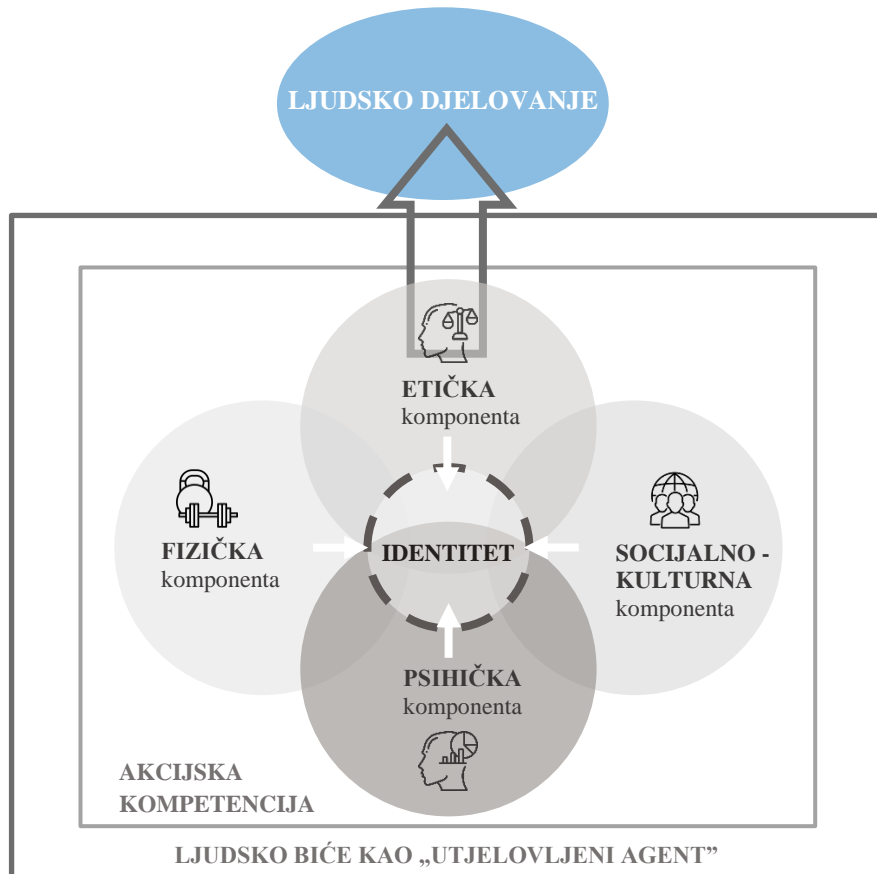 LJUDSKO DJELOVANJE
ETIČKA
komponenta
FIZIČKA
komponenta
IDENTITET
SOCIJALNO -
KULTURNA
komponenta
PSIHIČKA
komponenta
AKCIJSKA
KOMPETENCIJA
LJUDSKO BIĆE KAO „UTJELOVLJENI AGENT”